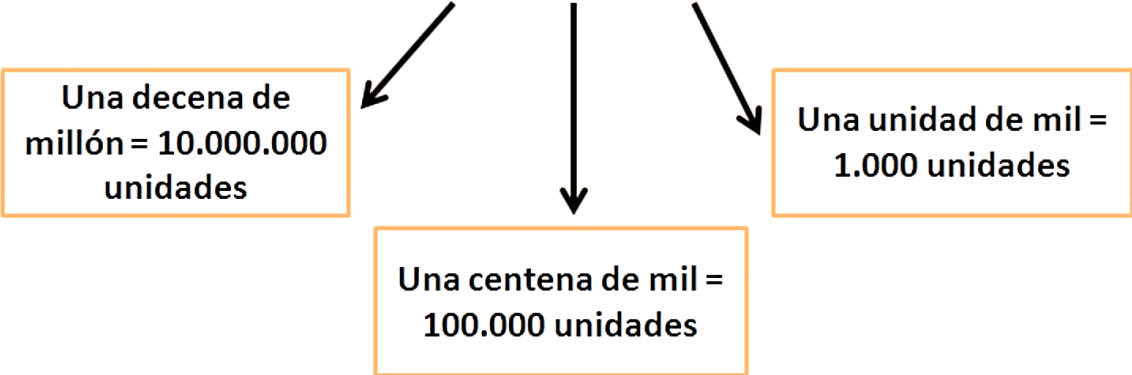 Una decena de
millón = 10.000.000
unidades
Una unidad de mil =
1.000 unidades
Una centena de mil =
100.000 unidades